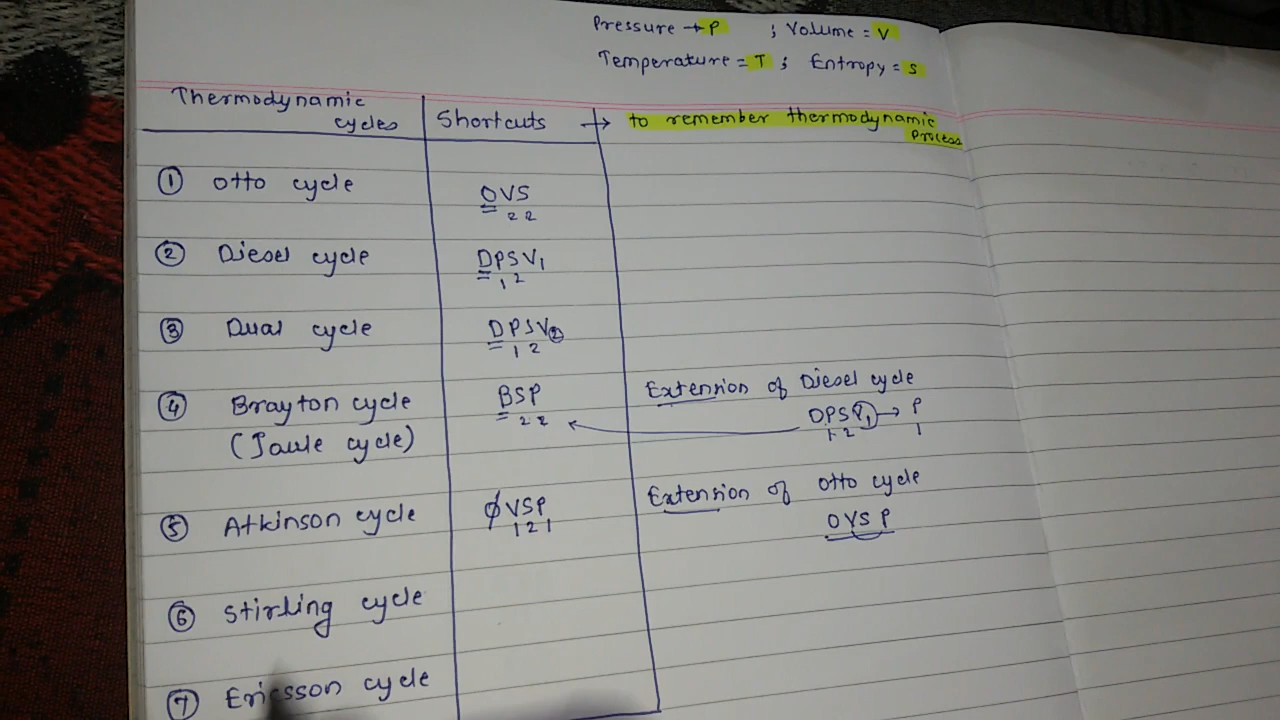 Pressure → P ; Volume = V
Temperature = T ; Entropy = S
Thermodynamic cycles Shortcuts → to remember thermodynamic Process
① Otto cycle OVS
2 2
② Diesel cycle DPSV1
1 2
③ Dual cycle DPSV②
1 2
④ Brayton cycle BSP Extension of Diesel cycle
2 2 DPSV1 → P
(Joule cycle) 1 2 1
⑤ Atkinson cycle OVSP Extension of Otto cycle
1 2 1 OVSP
⑥ Stirling cycle
⑦ Ericsson cycle